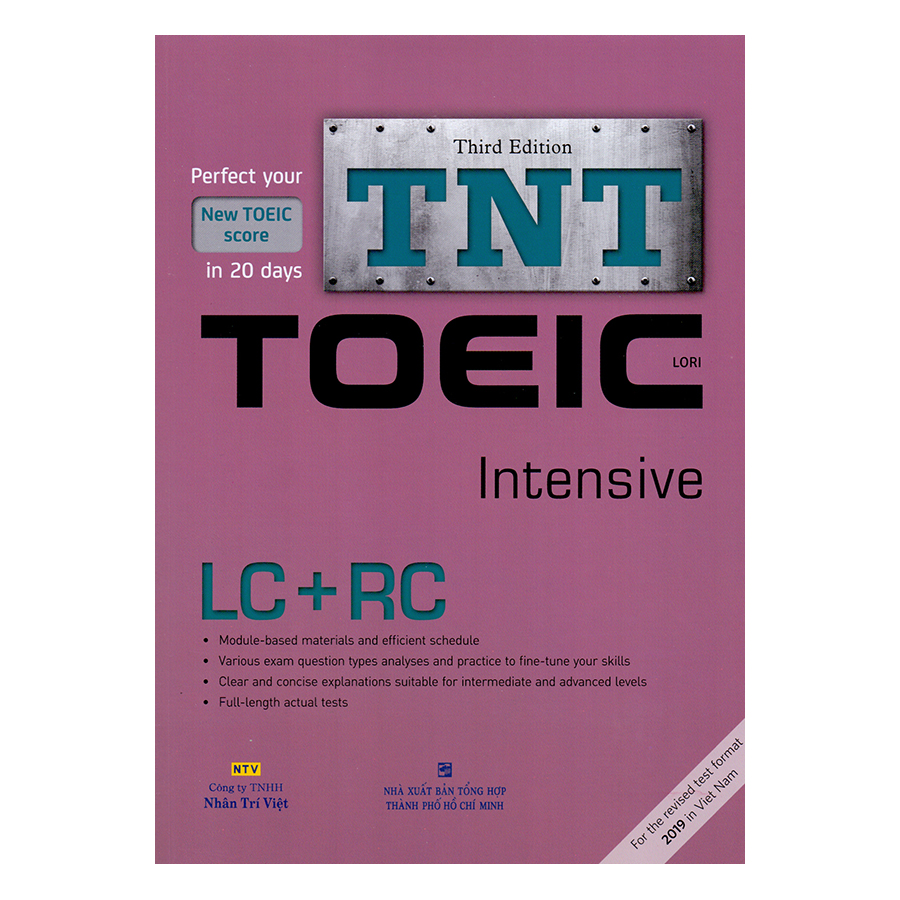 Third Edition
TNT
Perfect your
New TOEIC
score
in 20 days
TOEIC
LORI
Intensive
LC+RC
• Module-based materials and efficient schedule
• Various exam question types analyses and practice to fine-tune your skills
• Clear and concise explanations suitable for intermediate and advanced levels
• Full-length actual tests
NTV
Công ty TNHH
Nhân Trí Việt
NHÀ XUẤT BẢN TỔNG HỢP
THÀNH PHỐ HỒ CHÍ MINH
For the revised test format
2019 in Viet Nam